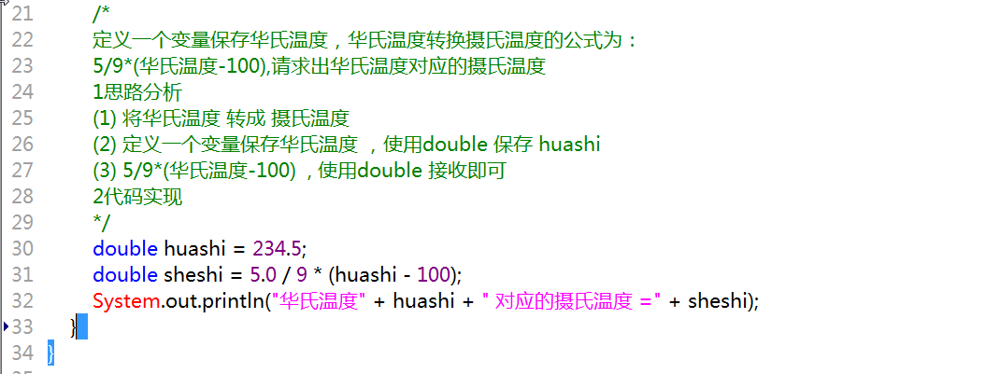 21 /*
22 定义一个变量保存华氏温度，华氏温度转换摄氏温度的公式为：
23 5/9*(华氏温度-100),请求出华氏温度对应的摄氏温度
24 1思路分析
25 (1) 将华氏温度 转成 摄氏温度
26 (2) 定义一个变量保存华氏温度 ，使用double 保存 huashi
27 (3) 5/9*(华氏温度-100) ，使用double 接收即可
28 2代码实现
29 */
30 double huashi = 234.5;
31 double sheshi = 5.0 / 9 * (huashi - 100);
32 System.out.println("华氏温度" + huashi + " 对应的摄氏温度 =" + sheshi);
33 }
34 }